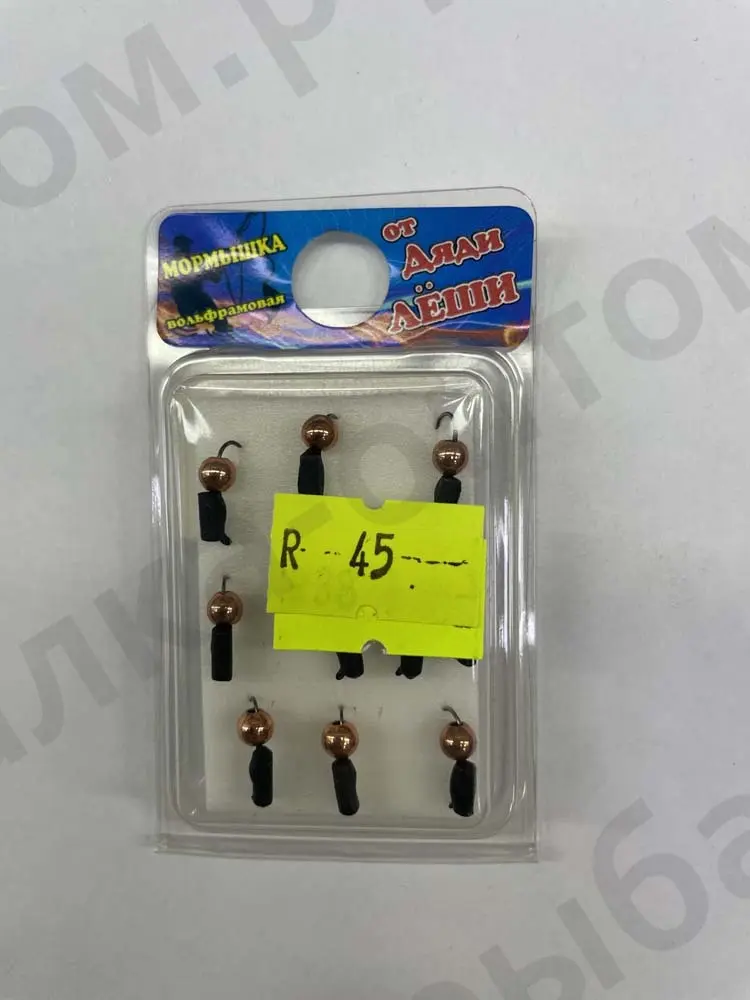 МОРМЫШКА
вольфрамовая
от
Дяди
ЛЁШИ
R-- 45 ---